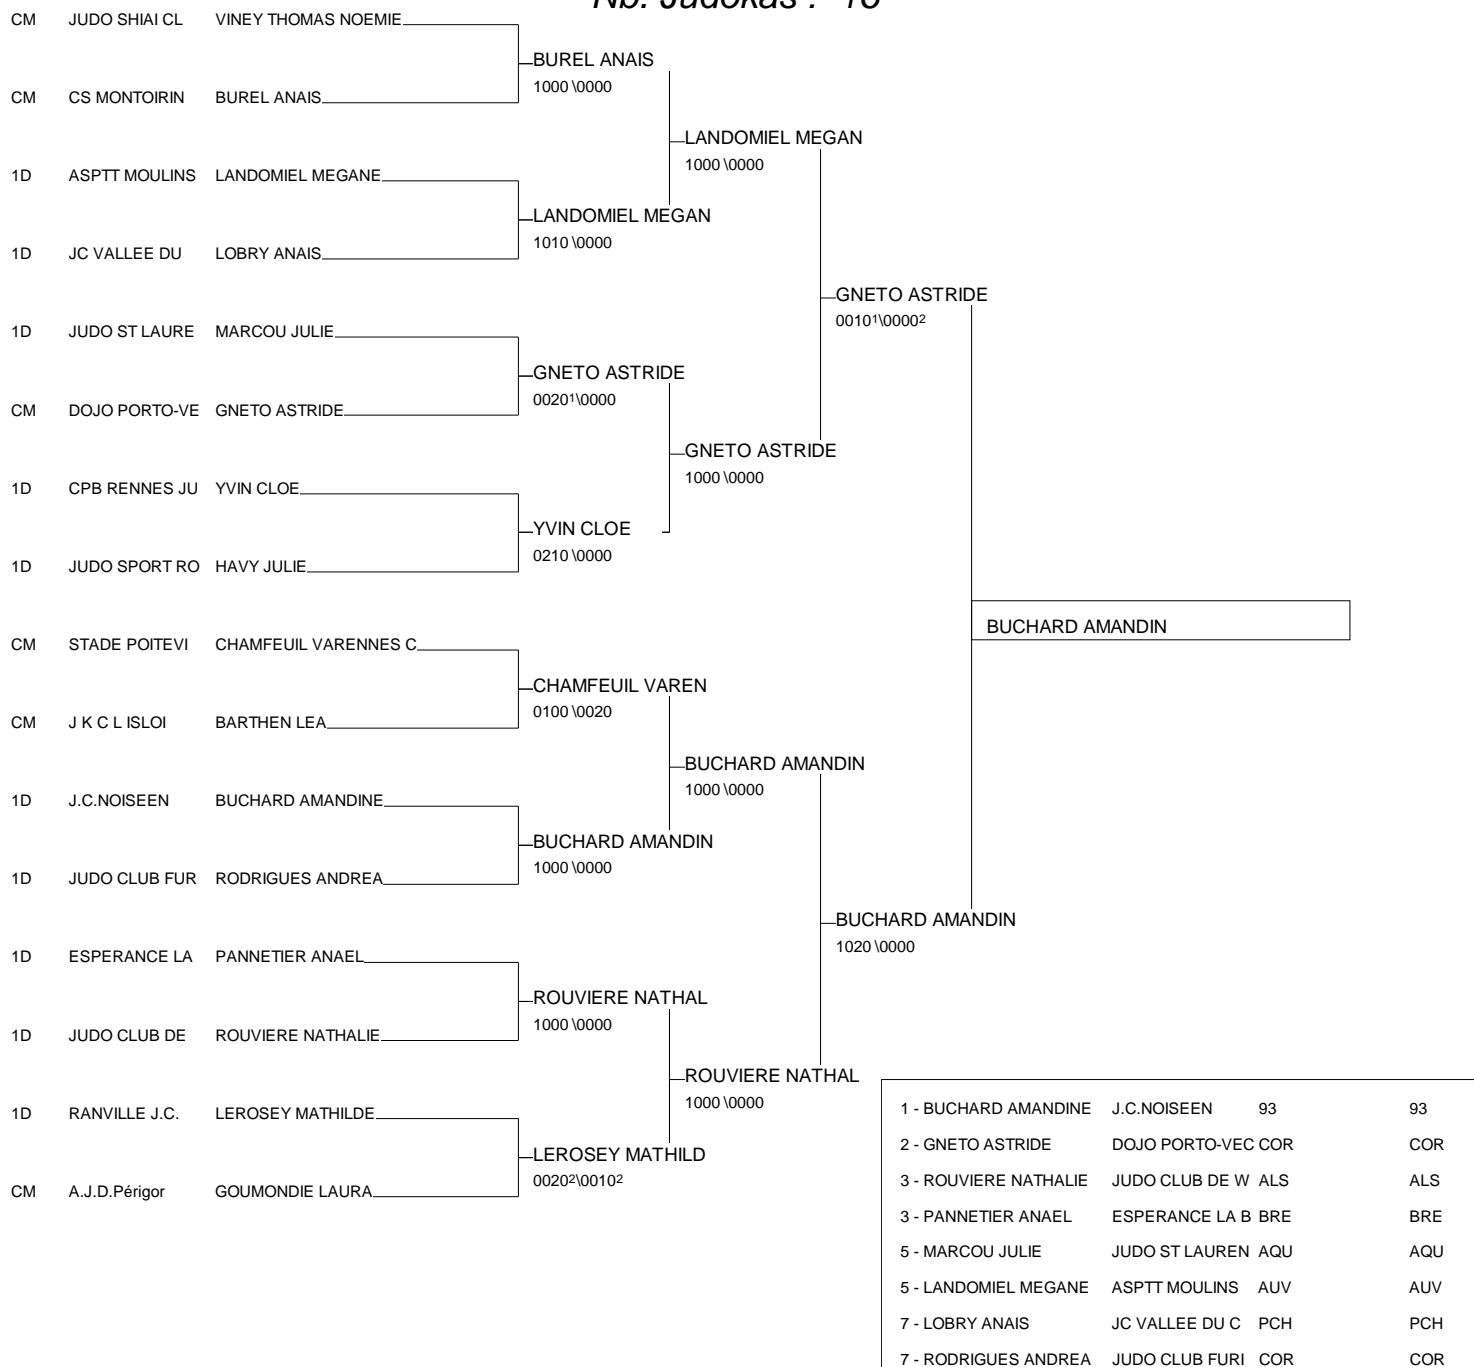 Nb. Judokas : 16
CM JUDO SHIAI CL VINEY THOMAS NOEMIE
BUREL ANAIS
1000 \0000
CM CS MONTOIRIN BUREL ANAIS
LANDOMIEL MEGAN
1000 \0000
1D ASPTT MOULINS LANDOMIEL MEGANE
LANDOMIEL MEGAN
1010 \0000
1D JC VALLEE DU LOBRY ANAIS
GNETO ASTRIDE
0010¹\0000²
1D JUDO ST LAURE MARCOU JULIE
GNETO ASTRIDE
0020¹\0000
CM DOJO PORTO-VE GNETO ASTRIDE
GNETO ASTRIDE
1000 \0000
1D CPB RENNES JU YVIN CLOE
YVIN CLOE
0210 \0000
1D JUDO SPORT RO HAVY JULIE
BUCHARD AMANDIN
CM STADE POITEVI CHAMFEUIL VARENNES C
CHAMFEUIL VAREN
0100 \0020
CM J K C L ISLOI BARTHEN LEA
BUCHARD AMANDIN
1000 \0000
1D J.C.NOISEEN BUCHARD AMANDINE
BUCHARD AMANDIN
1000 \0000
1D JUDO CLUB FUR RODRIGUES ANDREA
BUCHARD AMANDIN
1020 \0000
1D ESPERANCE LA PANNETIER ANAEL
ROUVIERE NATHAL
1000 \0000
1D JUDO CLUB DE ROUVIERE NATHALIE
ROUVIERE NATHAL
1000 \0000
1D RANVILLE J.C. LEROSEY MATHILDE
LEROSEY MATHILD
0020²\0010²
CM A.J.D.Périgor GOUMONDIE LAURA
1 - BUCHARD AMANDINE J.C.NOISEEN 93 93
2 - GNETO ASTRIDE DOJO PORTO-VEC COR COR
3 - ROUVIERE NATHALIE JUDO CLUB DE W ALS ALS
3 - PANNETIER ANAEL ESPERANCE LA B BRE BRE
5 - MARCOU JULIE JUDO ST LAUREN AQU AQU
5 - LANDOMIEL MEGANE ASPTT MOULINS AUV AUV
7 - LOBRY ANAIS JC VALLEE DU C PCH PCH
7 - RODRIGUES ANDREA JUDO CLUB FURI COR COR